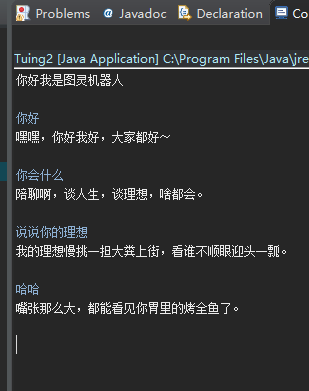 Problems @ Javadoc Declaration Co
Tuing2 [Java Application] C:\Program Files\Java\jre
你好我是图灵机器人
你好
嘿嘿，你好我好，大家都好～
你会什么
陪聊啊，谈人生，谈理想，啥都会。
说说你的理想
我的理想慢挑一担大粪上街，看谁不顺眼迎头一瓢。
哈哈
嘴张那么大，都能看见你胃里的烤全鱼了。